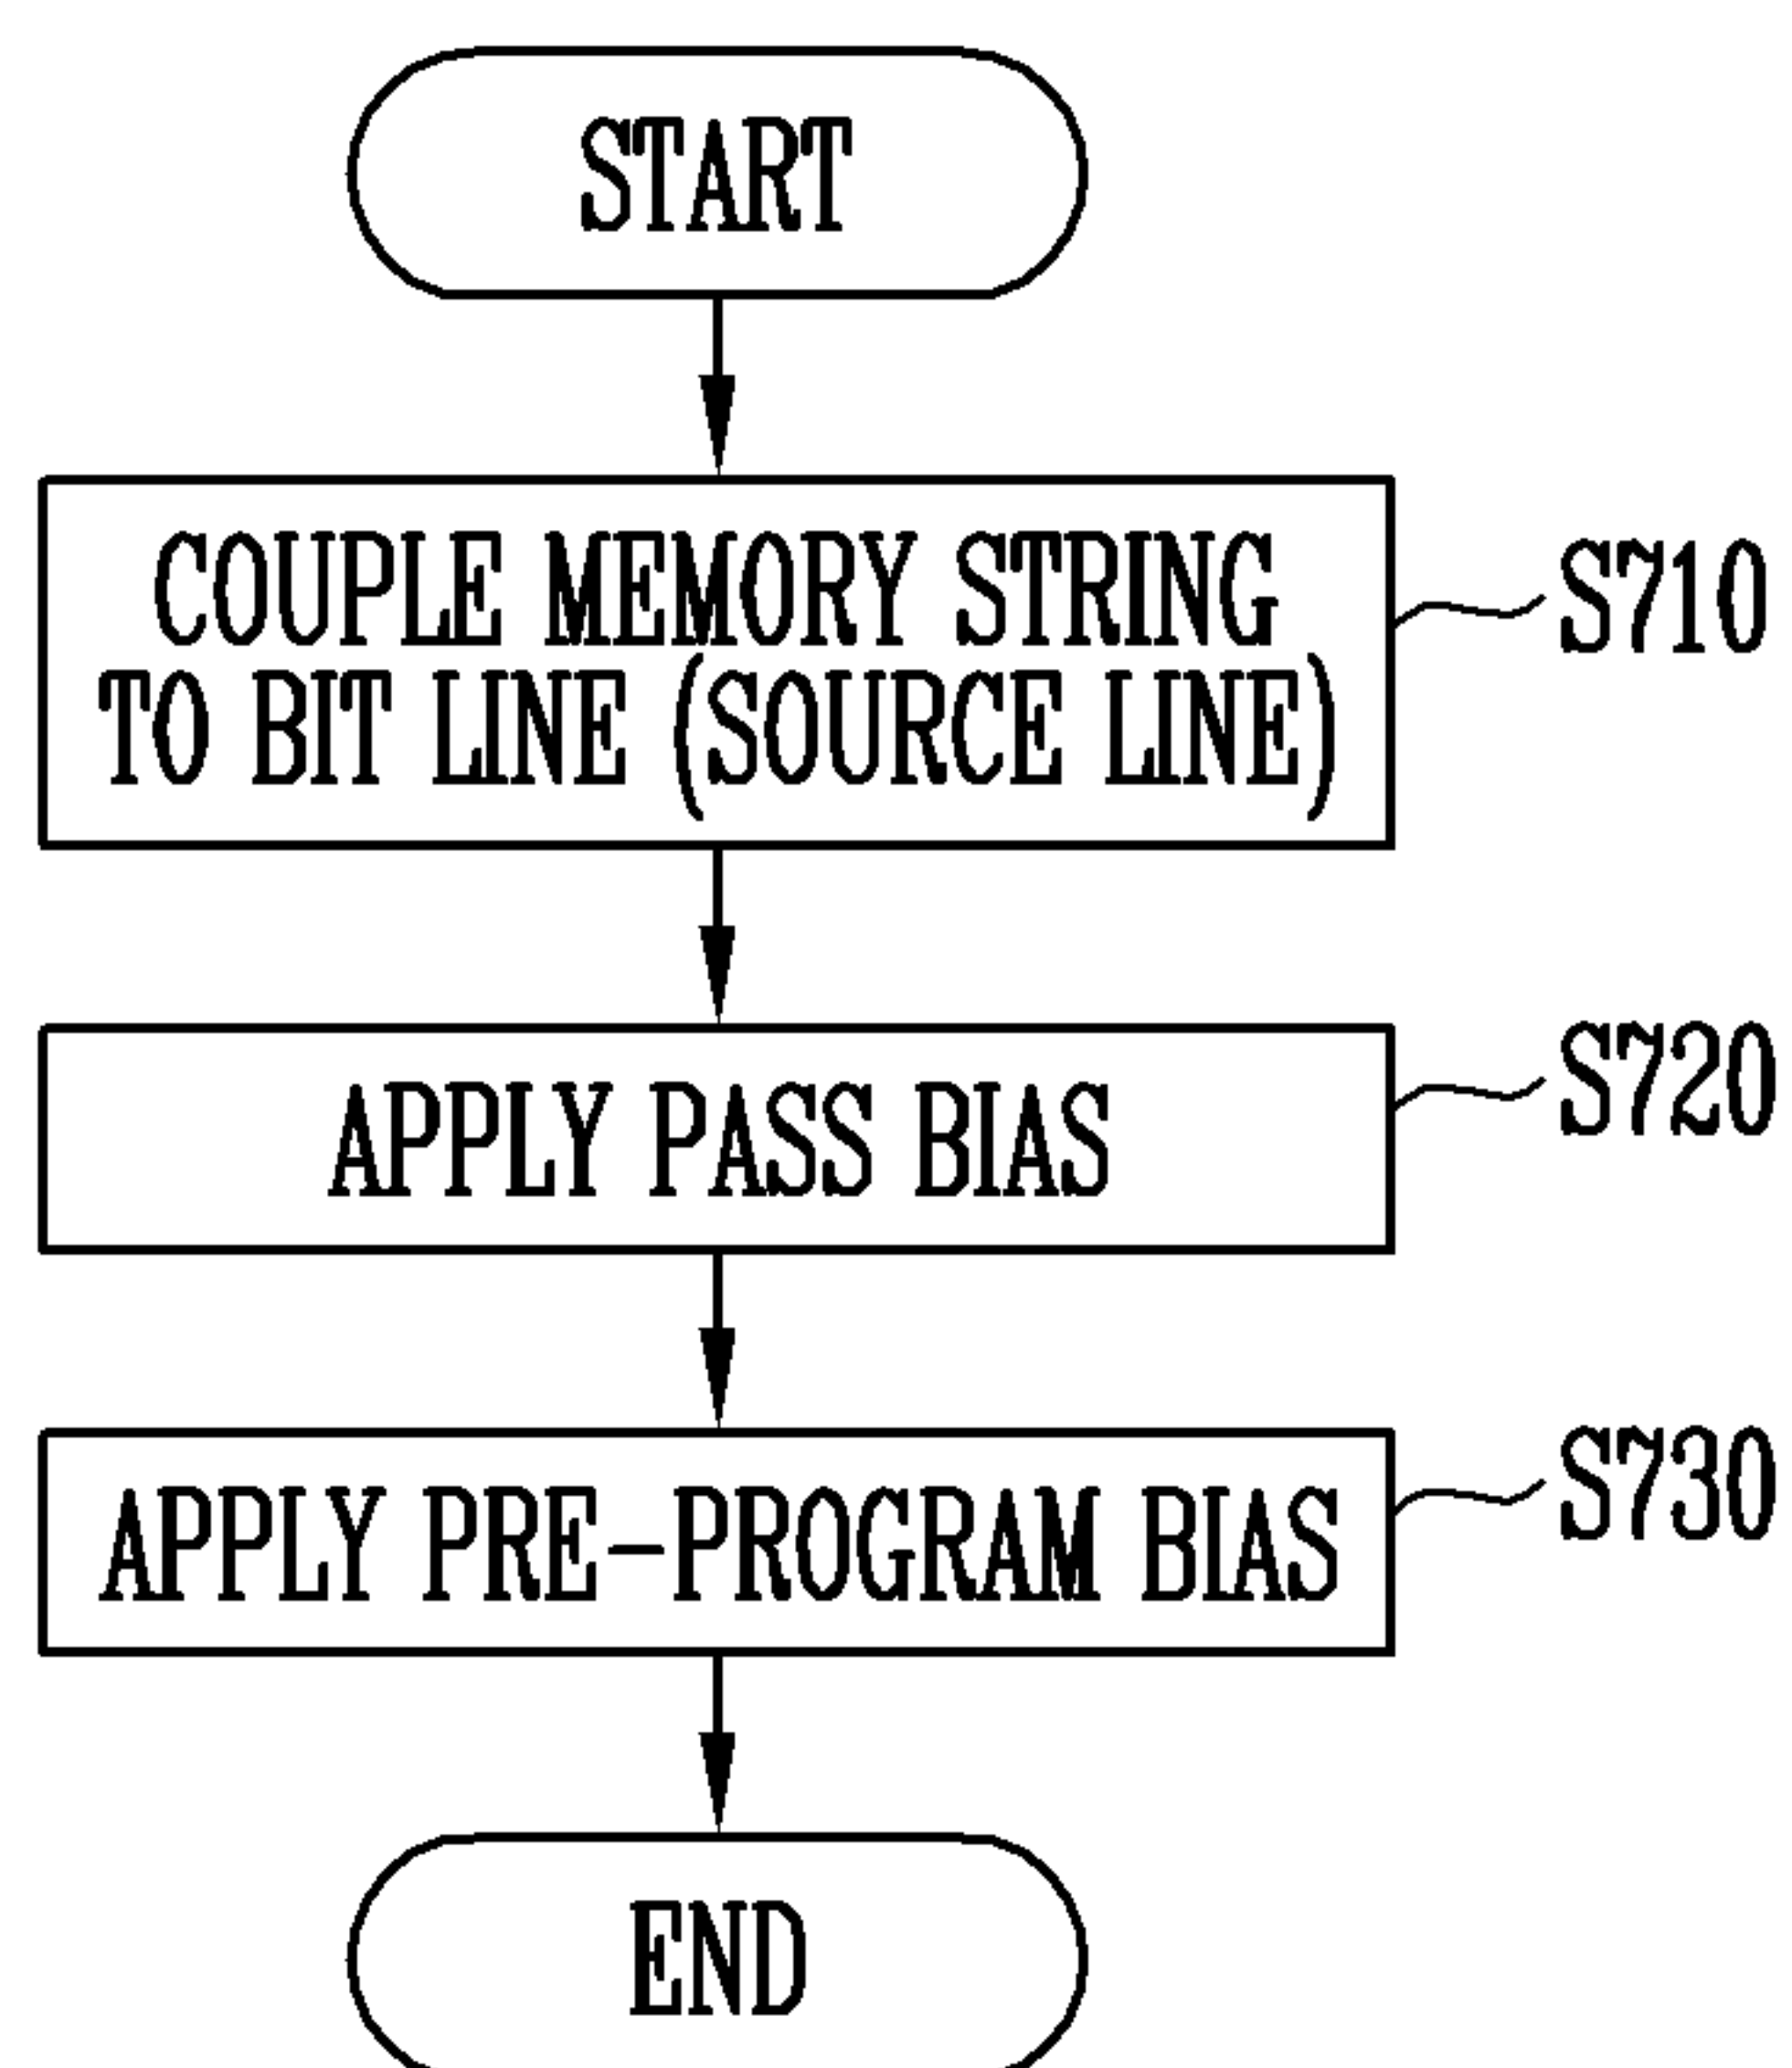 START
COUPLE MEMORY STRING
TO BIT LINE (SOURCE LINE)
S710
APPLY PASS BIAS
S720
APPLY PRE-PROGRAM BIAS
S730
END